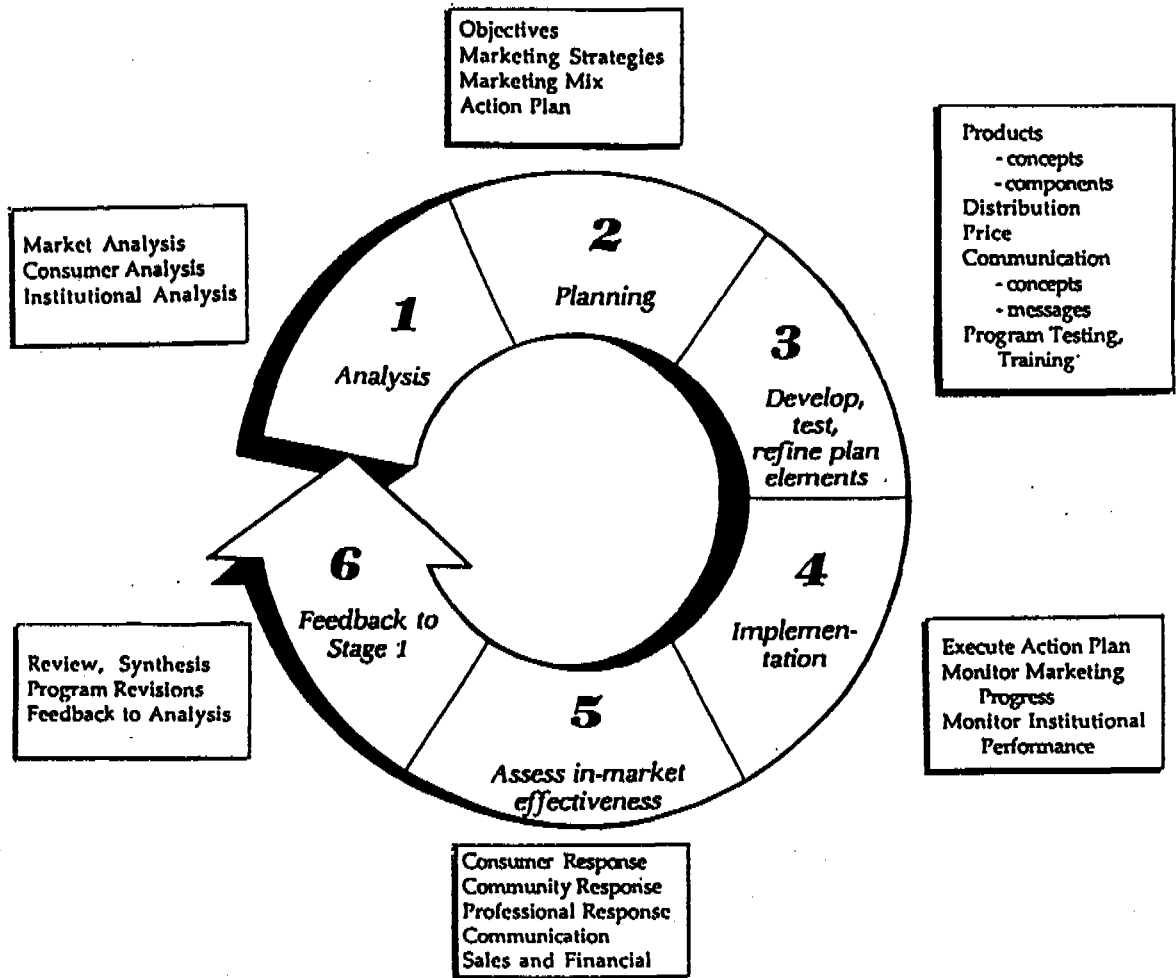 Objectives
Marketing Strategies
Marketing Mix
Action Plan
Market Analysis
Consumer Analysis
Institutional Analysis
1
Analysis
2
Planning
3
Develop,
test,
refine plan
elements
Products
- concepts
- components
Distribution
Price
Communication
- concepts
- messages
Program Testing,
Training
4
Implemen-
tation
Execute Action Plan
Monitor Marketing
Progress
Monitor Institutional
Performance
5
Assess in-market
effectiveness
Consumer Response
Community Response
Professional Response
Communication
Sales and Financial
6
Feedback to
Stage 1
Review, Synthesis
Program Revisions
Feedback to Analysis